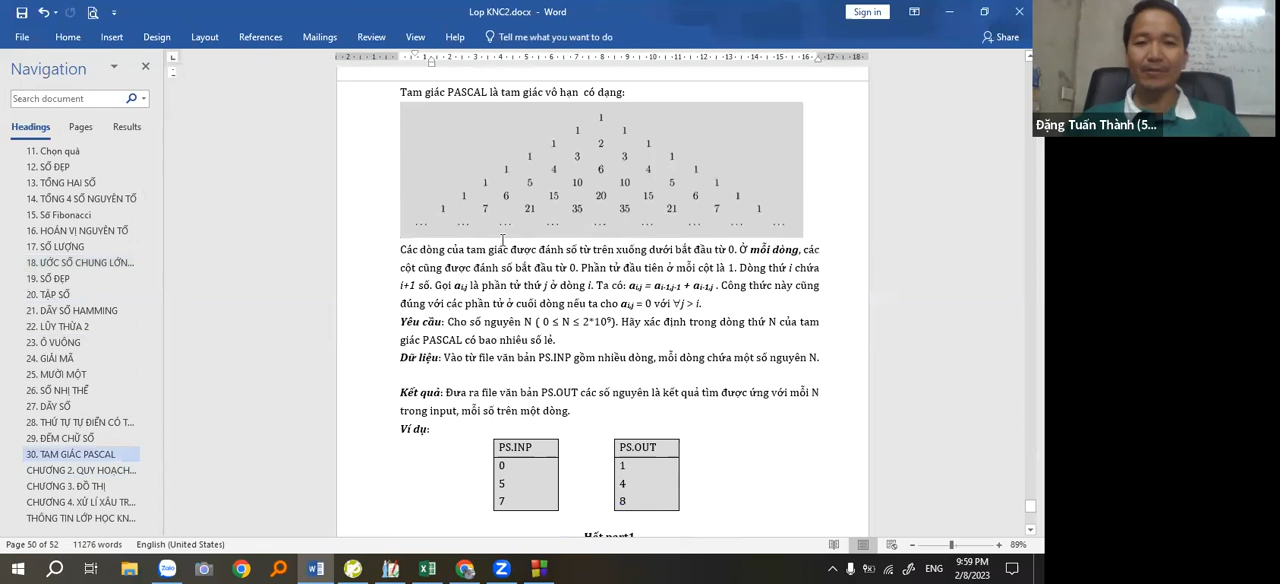 Lop KNC2.docx - Word
Sign in
File Home Insert Design Layout References Mailings Review View Help Tell me what you want to do
Share
Navigation
Search document
Headings Pages Results
11. Chọn quà
12. SỐ ĐẸP
13. TỔNG HAI SỐ
14. TỔNG 4 SỐ NGUYÊN TỐ
15. Số Fibonacci
16. HOÁN VỊ NGUYÊN TỐ
17. SỐ LƯỢNG
18. ƯỚC SỐ CHUNG LỚN...
19. SỐ ĐẸP
20. TẬP SỐ
21. DÃY SỐ HAMMING
22. LŨY THỪA 2
23. Ô VUÔNG
24. GIẢI MÃ
25. MƯỜI MỘT
26. SỐ NHỊ THẾ
27. DÃY SỐ
28. THỨ TỰ TỰ ĐIỂN CÓ T...
29. ĐẾM CHỮ SỐ
30. TAM GIÁC PASCAL
CHƯƠNG 2. QUY HOẠCH...
CHƯƠNG 3. ĐỒ THỊ
CHƯƠNG 4. XỬ LÍ XÂU TR...
THÔNG TIN LỚP HỌC KN...
Tam giác PASCAL là tam giác vô hạn có dạng:
1
1 1
1 2 1
1 3 3 1
1 4 6 4 1
1 5 10 10 5 1
1 6 15 20 15 6 1
1 7 21 35 35 21 7 1
... ... ... ... ... ... ... ... ...
Các dòng của tam giác được đánh số từ trên xuống dưới bắt đầu từ 0. Ở mỗi dòng, các
cột cũng được đánh số bắt đầu từ 0. Phần tử đầu tiên ở mỗi cột là 1. Dòng thứ i chứa
i+1 số. Gọi ai,j là phần tử thứ j ở dòng i. Ta có: ai,j = ai-1,j-1 + ai-1,j . Công thức này cũng
đúng với các phần tử ở cuối dòng nếu ta cho ai,j = 0 với ∀j > i.
Yêu cầu: Cho số nguyên N ( 0 ≤ N ≤ 2*10⁹). Hãy xác định trong dòng thứ N của tam
giác PASCAL có bao nhiêu số lẻ.
Dữ liệu: Vào từ file văn bản PS.INP gồm nhiều dòng, mỗi dòng chứa một số nguyên N.
Kết quả: Đưa ra file văn bản PS.OUT các số nguyên là kết quả tìm được ứng với mỗi N
trong input, mỗi số trên một dòng.
Ví dụ:
PS.INP PS.OUT
0 1
5 4
7 8
Hết part1
Đặng Tuấn Thành (5...
Page 50 of 52 11276 words English (United States)
89%
Zalo
ENG
9:59 PM
2/8/2023